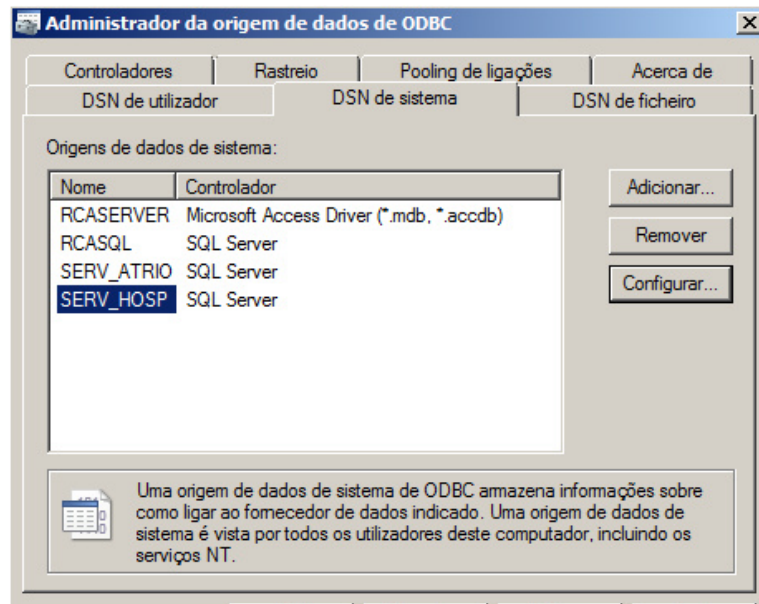 Administrador da origem de dados de ODBC
Controladores Rastreio Pooling de ligações Acerca de
DSN de utilizador DSN de sistema DSN de ficheiro
Origens de dados de sistema:
Nome Controlador Adicionar...
RCASERVER Microsoft Access Driver (*.mdb, *.accdb)
RCASQL SQL Server Remover
SERV_ATRIO SQL Server
SERV_HOSP SQL Server Configurar...
Uma origem de dados de sistema de ODBC armazena informações sobre
como ligar ao fornecedor de dados indicado. Uma origem de dados de
sistema é vista por todos os utilizadores deste computador, incluindo os
serviços NT.